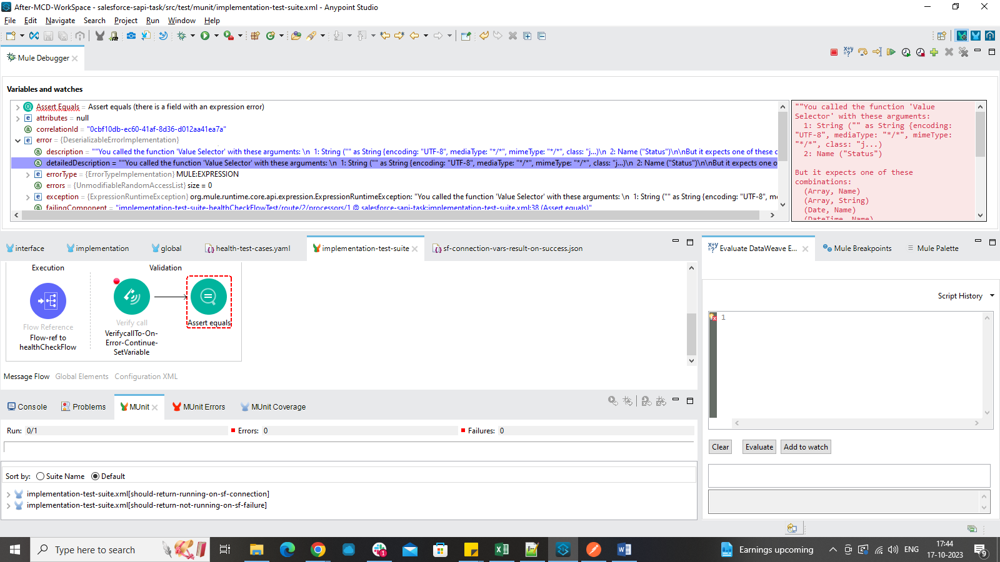 After-MCD-WorkSpace - salesforce-sapi-task/src/test/munit/implementation-test-suite.xml - Anypoint Studio
File Edit Navigate Search Project Run Window Help
Mule Debugger
Variables and watches
Assert Equals = Assert equals (there is a field with an expression error)
attributes = null
correlationId = "0cbf10db-ec60-41af-8d36-d012aa41ea7a"
error = {DeserializableErrorImplementation}
description = ""You called the function 'Value Selector' with these arguments: \n 1: String ("" as String {encoding: "UTF-8", mediaType: "*/*", mimeType: "*/*", class: "j...)\n 2: Name ("Status")\n\nBut it expects one of these c
detailedDescription = ""You called the function 'Value Selector' with these arguments: \n 1: String ("" as String {encoding: "UTF-8", mediaType: "*/*", mimeType: "*/*", class: "j...)\n 2: Name ("Status")\n\nBut it expects one o
errorType = {ErrorTypeImplementation} MULE:EXPRESSION
errors = {UnmodifiableRandomAccessList} size = 0
exception = {ExpressionRuntimeException} org.mule.runtime.core.api.expression.ExpressionRuntimeException: "You called the function 'Value Selector' with these arguments: \n 1: String ("" as String {encoding: "UTF-8", me
failingComponent = "implementation-test-suite-healthCheckFlowTest/route/2/processors/1 @ salesforce-sapi-task:implementation-test-suite.xml:38 (Assert equals)"
""You called the function 'Value
Selector' with these arguments:
1: String ("" as String {encoding:
"UTF-8", mediaType: "*/*", mimeType:
"*/*", class: "j...)
2: Name ("Status")
But it expects one of these
combinations:
(Array, Name)
(Array, String)
(Date, Name)
(DateTime, Name)
interface implementation global health-test-cases.yaml implementation-test-suite sf-connection-vars-result-on-success.json
Execution Validation
Flow Reference
Flow-ref to
healthCheckFlow
Verify call
VerifycallTo-On-
Error-Continue-
SetVariable
Assert equals
Message Flow Global Elements Configuration XML
x+y
=?
Evaluate DataWeave E... Mule Breakpoints Mule Palette
Script History
1
Clear Evaluate Add to watch
Console Problems MUnit MUnit Errors MUnit Coverage
Run: 0/1 Errors: 0 Failures: 0
Sort by: Suite Name Default
implementation-test-suite.xml[should-return-running-on-sf-connection]
implementation-test-suite.xml[should-return-not-running-on-sf-failure]
Type here to search
1
Earnings upcoming
ENG
17:44
17-10-2023
9